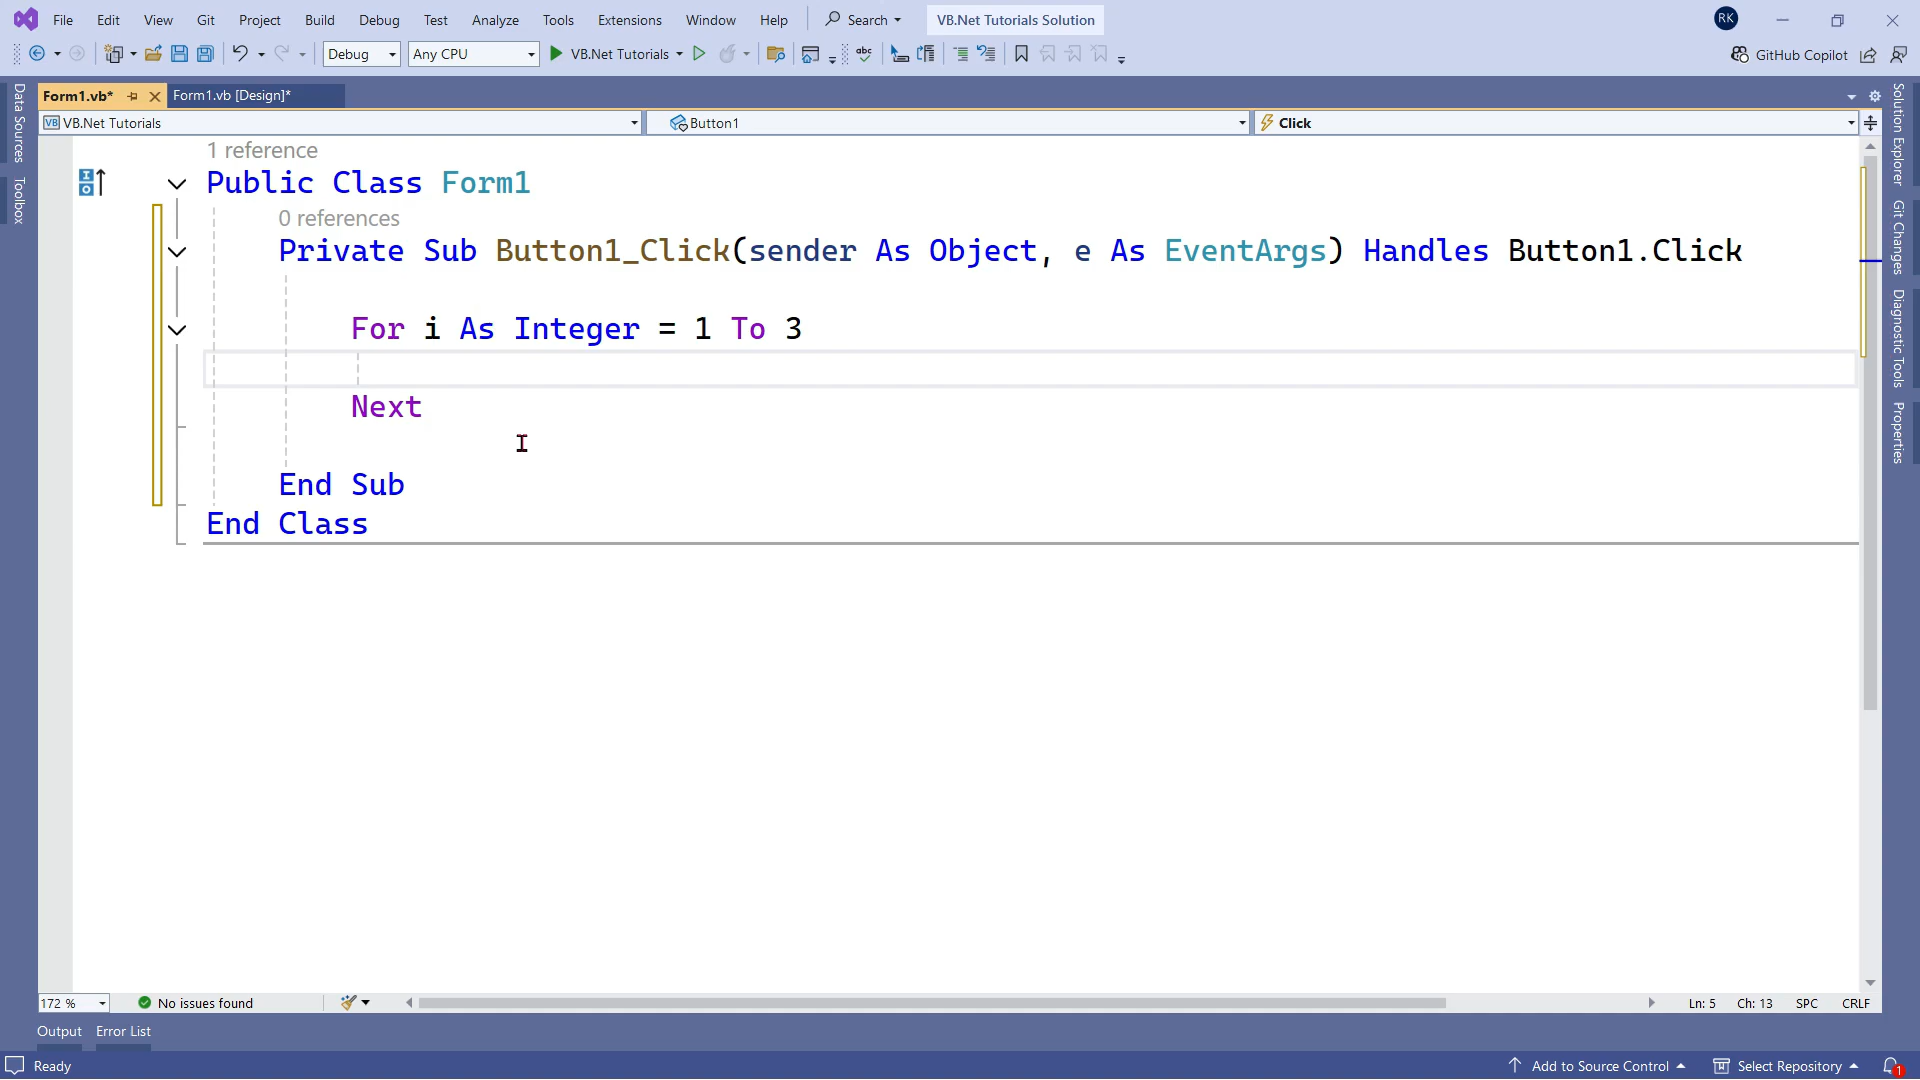 File Edit View Git Project Build Debug Test Analyze Tools Extensions Window Help Search VB.Net Tutorials Solution RK
Debug Any CPU VB.Net Tutorials abc GitHub Copilot
Form1.vb* Form1.vb [Design]*
VB VB.Net Tutorials Button1 Click
Data Sources
Toolbox
1 reference
Public Class Form1
0 references
Private Sub Button1_Click(sender As Object, e As EventArgs) Handles Button1.Click
For i As Integer = 1 To 3
Next
End Sub
End Class
Solution Explorer
Git Changes
Diagnostic Tools
Properties
172 % No issues found Ln: 5 Ch: 13 SPC CRLF
Output Error List
Ready Add to Source Control Select Repository 1